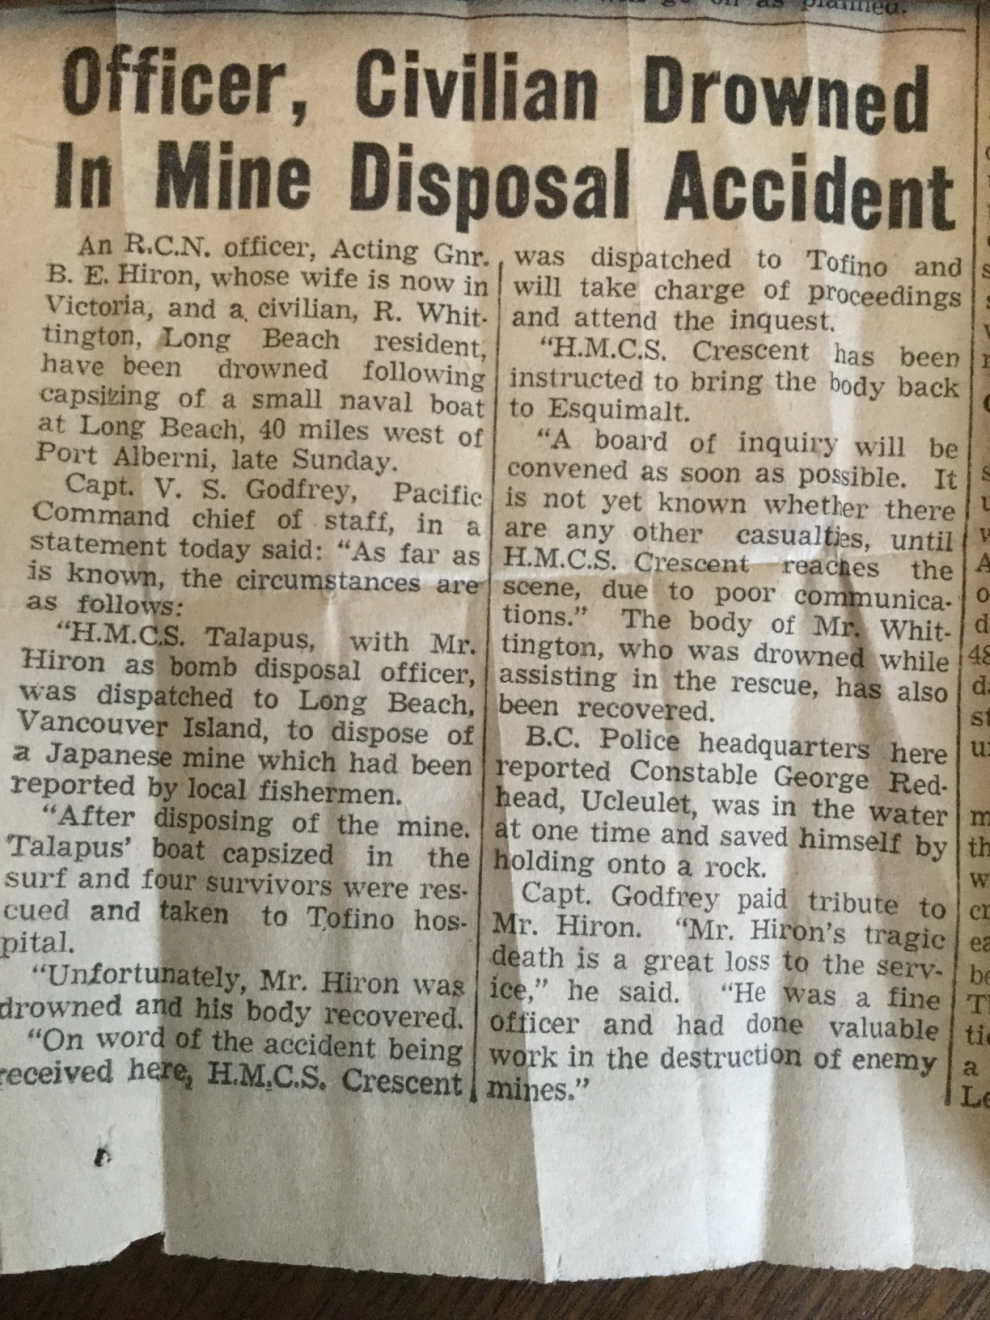 as planned.
Officer, Civilian Drowned
In Mine Disposal Accident
An R.C.N. officer, Acting Gnr.
B. E. Hiron, whose wife is now in
Victoria, and a civilian, R. Whit-
tington, Long Beach resident,
have been drowned following
capsizing of a small naval boat
at Long Beach, 40 miles west of
Port Alberni, late Sunday.
Capt. V. S. Godfrey, Pacific
Command chief of staff, in a
statement today said: “As far as
is known, the circumstances are
as follows:
“H.M.C.S. Talapus, with Mr.
Hiron as bomb disposal officer,
was dispatched to Long Beach,
Vancouver Island, to dispose of
a Japanese mine which had been
reported by local fishermen.
“After disposing of the mine.
Talapus’ boat capsized in the
surf and four survivors were res-
cued and taken to Tofino hos-
pital.
“Unfortunately, Mr. Hiron was
drowned and his body recovered.
“On word of the accident being
received here, H.M.C.S. Crescent
was dispatched to Tofino and
will take charge of proceedings
and attend the inquest.
“H.M.C.S. Crescent has been
instructed to bring the body back
to Esquimalt.
“A board of inquiry will be
convened as soon as possible. It
is not yet known whether there
are any other casualties, until
H.M.C.S. Crescent reaches the
scene, due to poor communica-
tions.” The body of Mr. Whit-
tington, who was drowned while
assisting in the rescue, has also
been recovered.
B.C. Police headquarters here
reported Constable George Red-
head, Ucleulet, was in the water
at one time and saved himself by
holding onto a rock.
Capt. Godfrey paid tribute to
Mr. Hiron. “Mr. Hiron’s tragic
death is a great loss to the serv-
ice,” he said. “He was a fine
officer and had done valuable
work in the destruction of enemy
mines.”